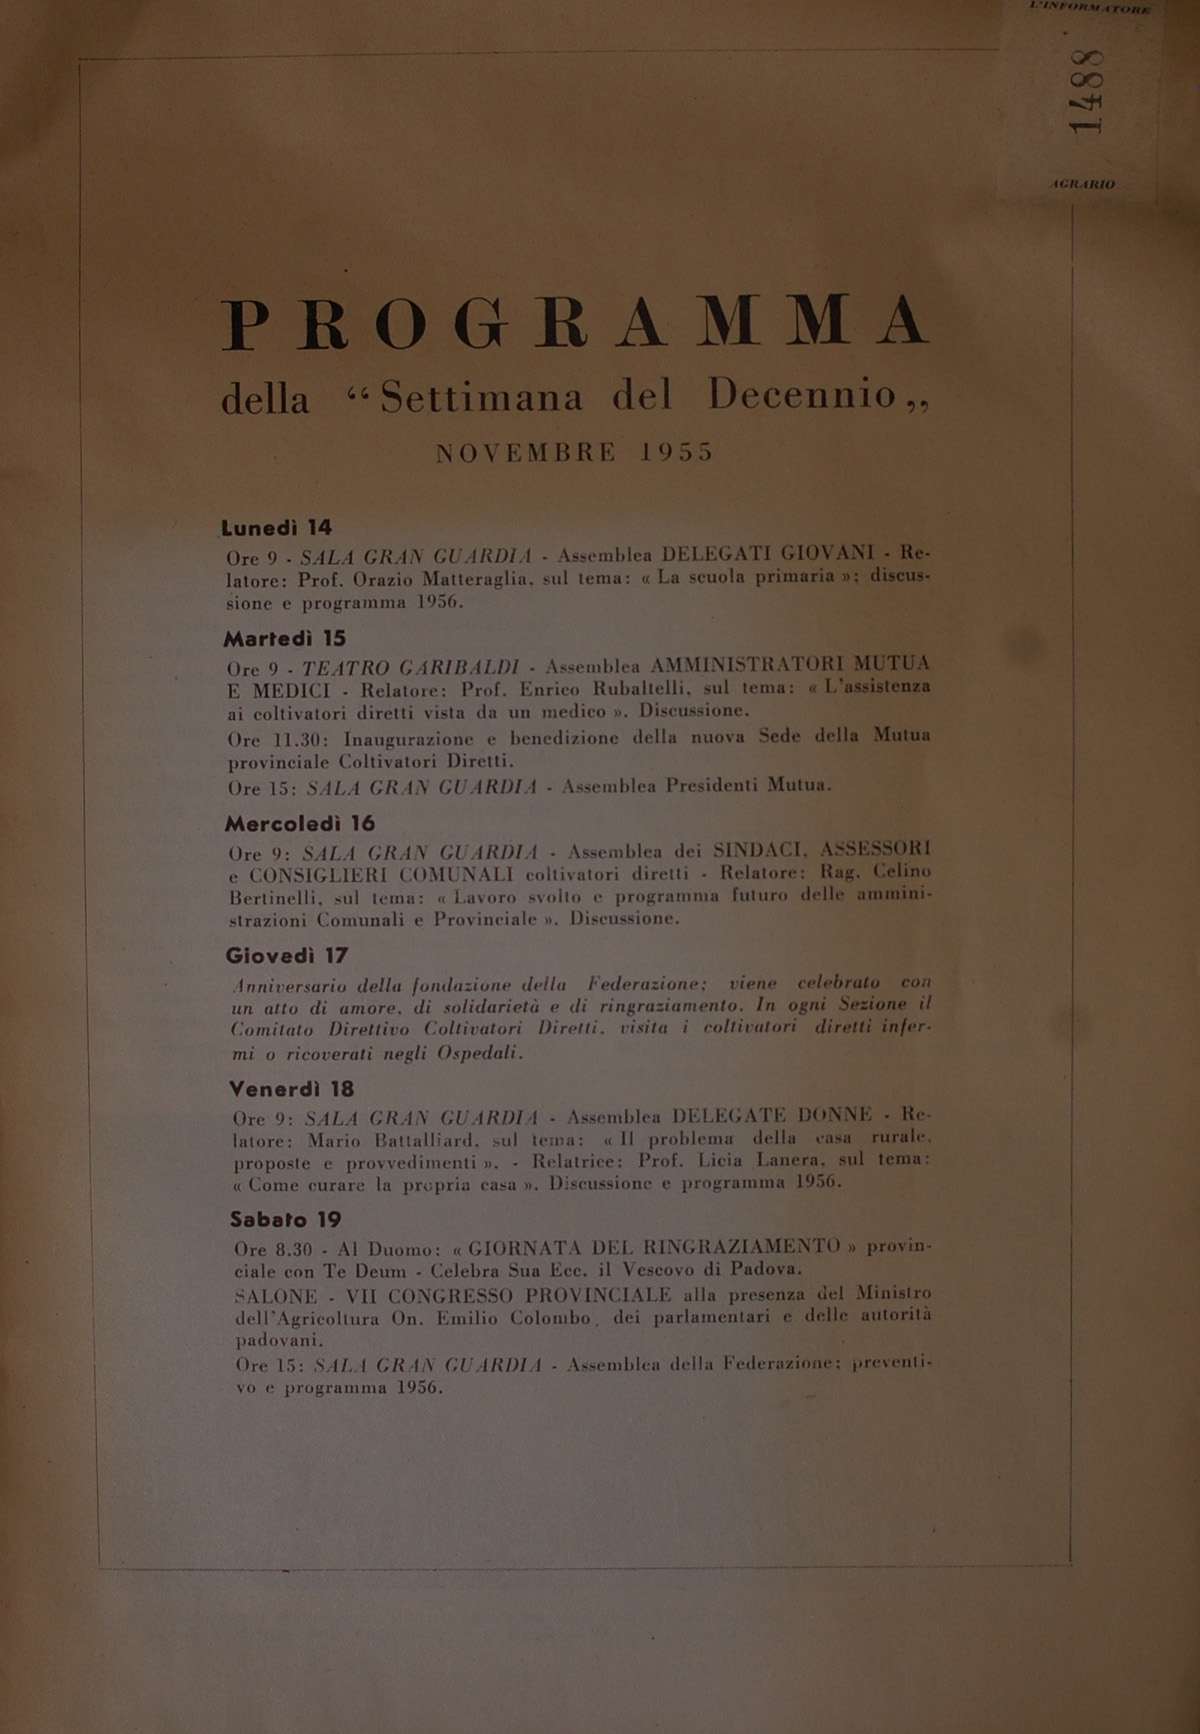 L'INFORMATORE
1488
AGRARIO
PROGRAMMA
della “Settimana del Decennio„
NOVEMBRE 1955
Lunedì 14
Ore 9 - SALA GRAN GUARDIA - Assemblea DELEGATI GIOVANI - Re-
latore: Prof. Orazio Matteraglia, sul tema: « La scuola primaria »; discus-
sione e programma 1956.
Martedì 15
Ore 9 - TEATRO GARIBALDI - Assemblea AMMINISTRATORI MUTUA
E MEDICI - Relatore: Prof. Enrico Rubaltelli, sul tema: « L'assistenza
ai coltivatori diretti vista da un medico ». Discussione.
Ore 11.30: Inaugurazione e benedizione della nuova Sede della Mutua
provinciale Coltivatori Diretti.
Ore 15: SALA GRAN GUARDIA - Assemblea Presidenti Mutua.
Mercoledì 16
Ore 9: SALA GRAN GUARDIA - Assemblea dei SINDACI, ASSESSORI
e CONSIGLIERI COMUNALI coltivatori diretti - Relatore: Rag. Celino
Bertinelli, sul tema: « Lavoro svolto e programma futuro delle ammini-
strazioni Comunali e Provinciale ». Discussione.
Giovedì 17
Anniversario della fondazione della Federazione; viene celebrato con
un atto di amore, di solidarietà e di ringraziamento. In ogni Sezione il
Comitato Direttivo Coltivatori Diretti, visita i coltivatori diretti infer-
mi o ricoverati negli Ospedali.
Venerdì 18
Ore 9: SALA GRAN GUARDIA - Assemblea DELEGATE DONNE - Re-
latore: Mario Battalliard, sul tema: « Il problema della casa rurale,
proposte e provvedimenti ». - Relatrice: Prof. Licia Lanera, sul tema:
« Come curare la propria casa ». Discussione e programma 1956.
Sabato 19
Ore 8.30 - Al Duomo: « GIORNATA DEL RINGRAZIAMENTO » provin-
ciale con Te Deum - Celebra Sua Ecc. il Vescovo di Padova.
SALONE - VII CONGRESSO PROVINCIALE alla presenza del Ministro
dell'Agricoltura On. Emilio Colombo, dei parlamentari e delle autorità
padovani.
Ore 15: SALA GRAN GUARDIA - Assemblea della Federazione; preventi-
vo e programma 1956.